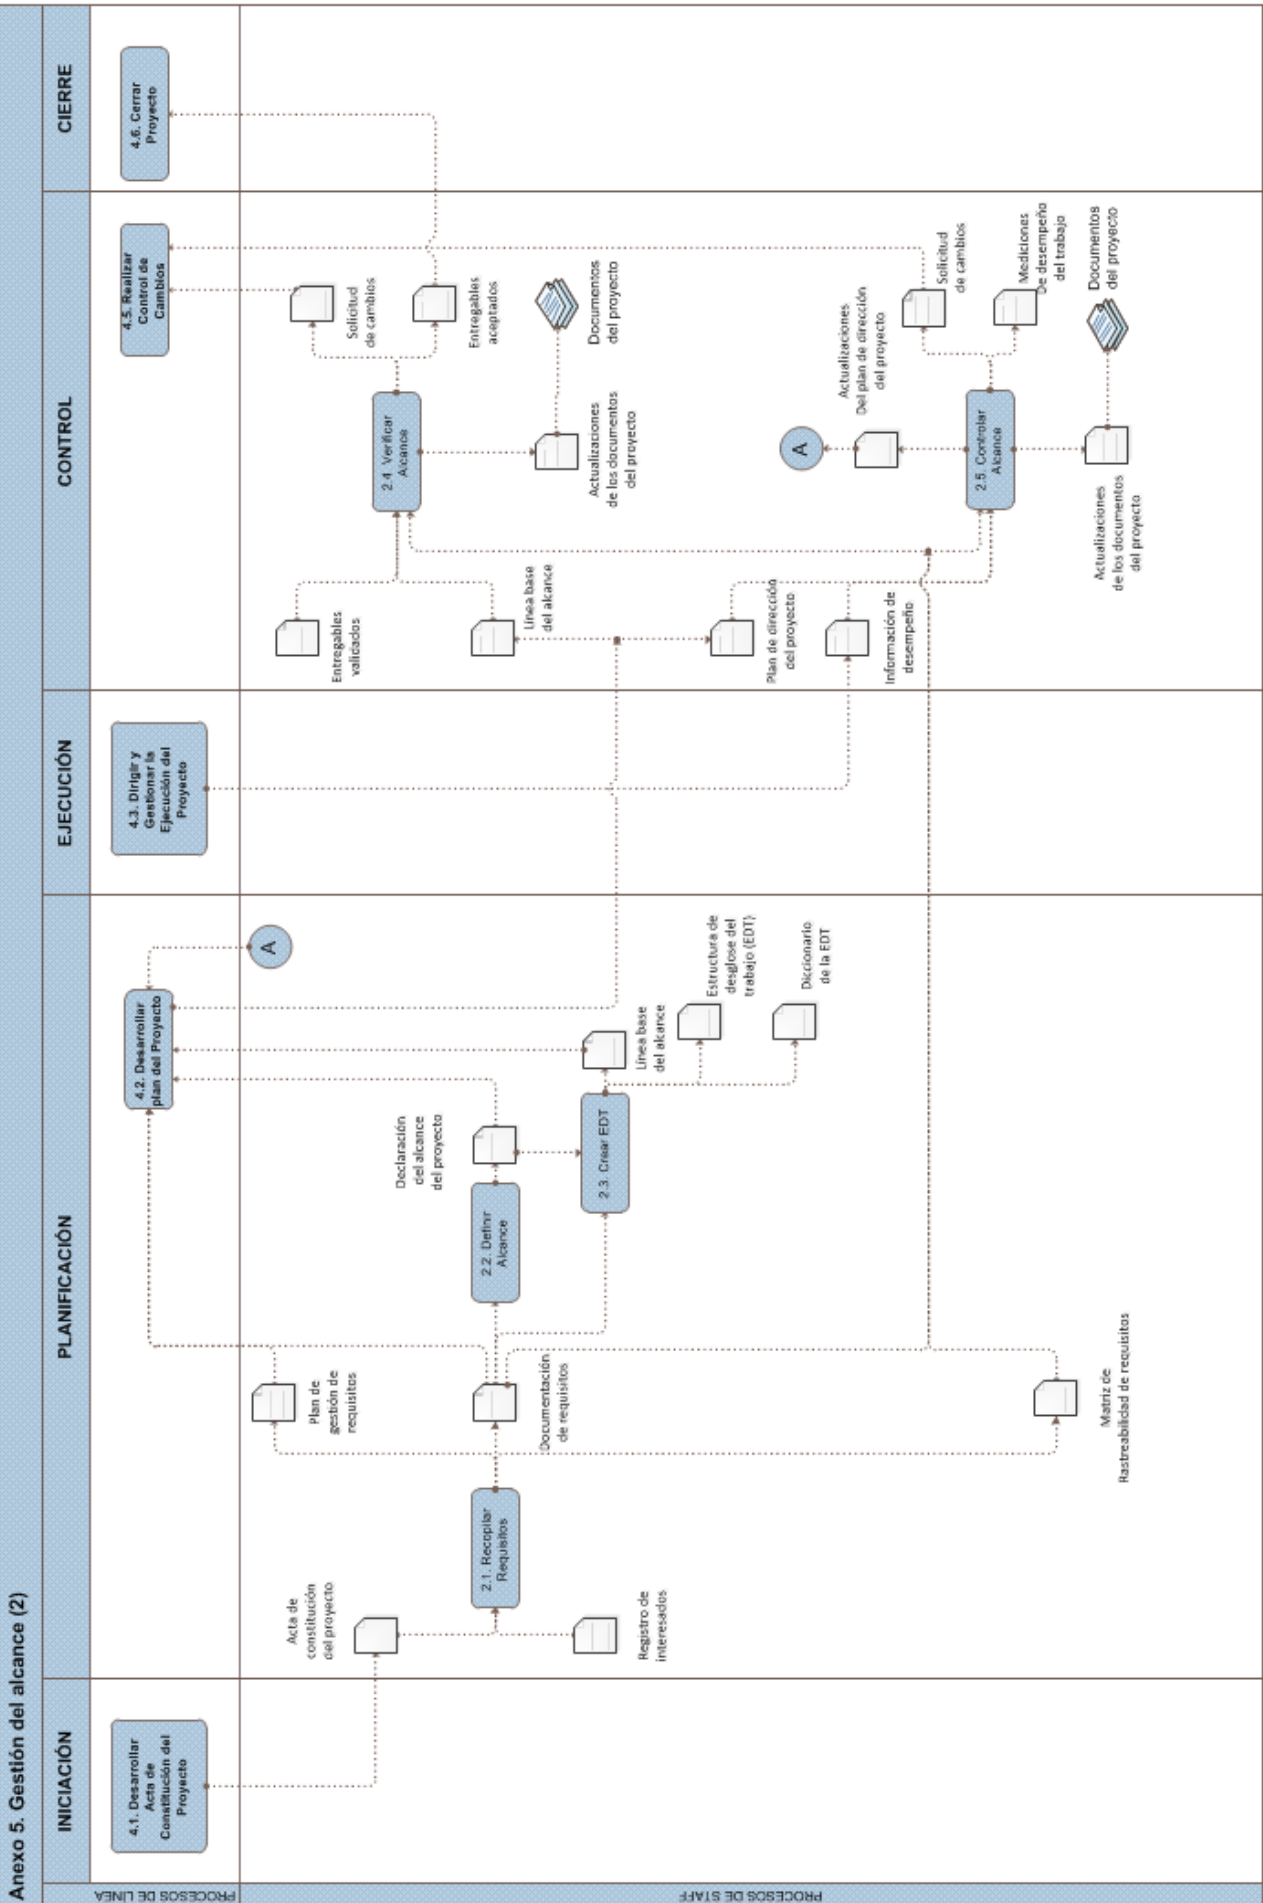 Anexo 5. Gestión del alcance (2)
INICIACIÓN
PLANIFICACIÓN
EJECUCIÓN
CONTROL
CIERRE
PROCESOS DE LINEA
4.1. Desarrollar
Acta de
Constitución del
Proyecto
4.2. Desarrollar
plan del Proyecto
4.3. Dirigir y
Gestionar la
Ejecución del
Proyecto
4.5. Realizar
Control de
Cambios
4.6. Cerrar
Proyecto
PROCESOS DE STAFF
Acta de
constitución
del proyecto
Registro de
interesados
2.1. Recopilar
Requisitos
Plan de
gestión de
requisitos
Documentación
de requisitos
Matriz de
Rastreabilidad de requisitos
2.2. Definir
Alcance
Declaración
del alcance
del proyecto
2.3. Crear EDT
Línea base
del alcance
Estructura de
desglose del
trabajo (EDT)
Diccionario
de la EDT
A
Entregables
validados
Línea base
del alcance
Plan de dirección
del proyecto
Información de
desempeño
2.4. Verificar
Alcance
Solicitud
de cambios
Entregables
aceptados
Actualizaciones
de los documentos
del proyecto
Documentos
del proyecto
A
Actualizaciones
Del plan de dirección
del proyecto
2.5. Controlar
Alcance
Solicitud
de cambios
Mediciones
De desempeño
del trabajo
Actualizaciones
de los documentos
del proyecto
Documentos
del proyecto